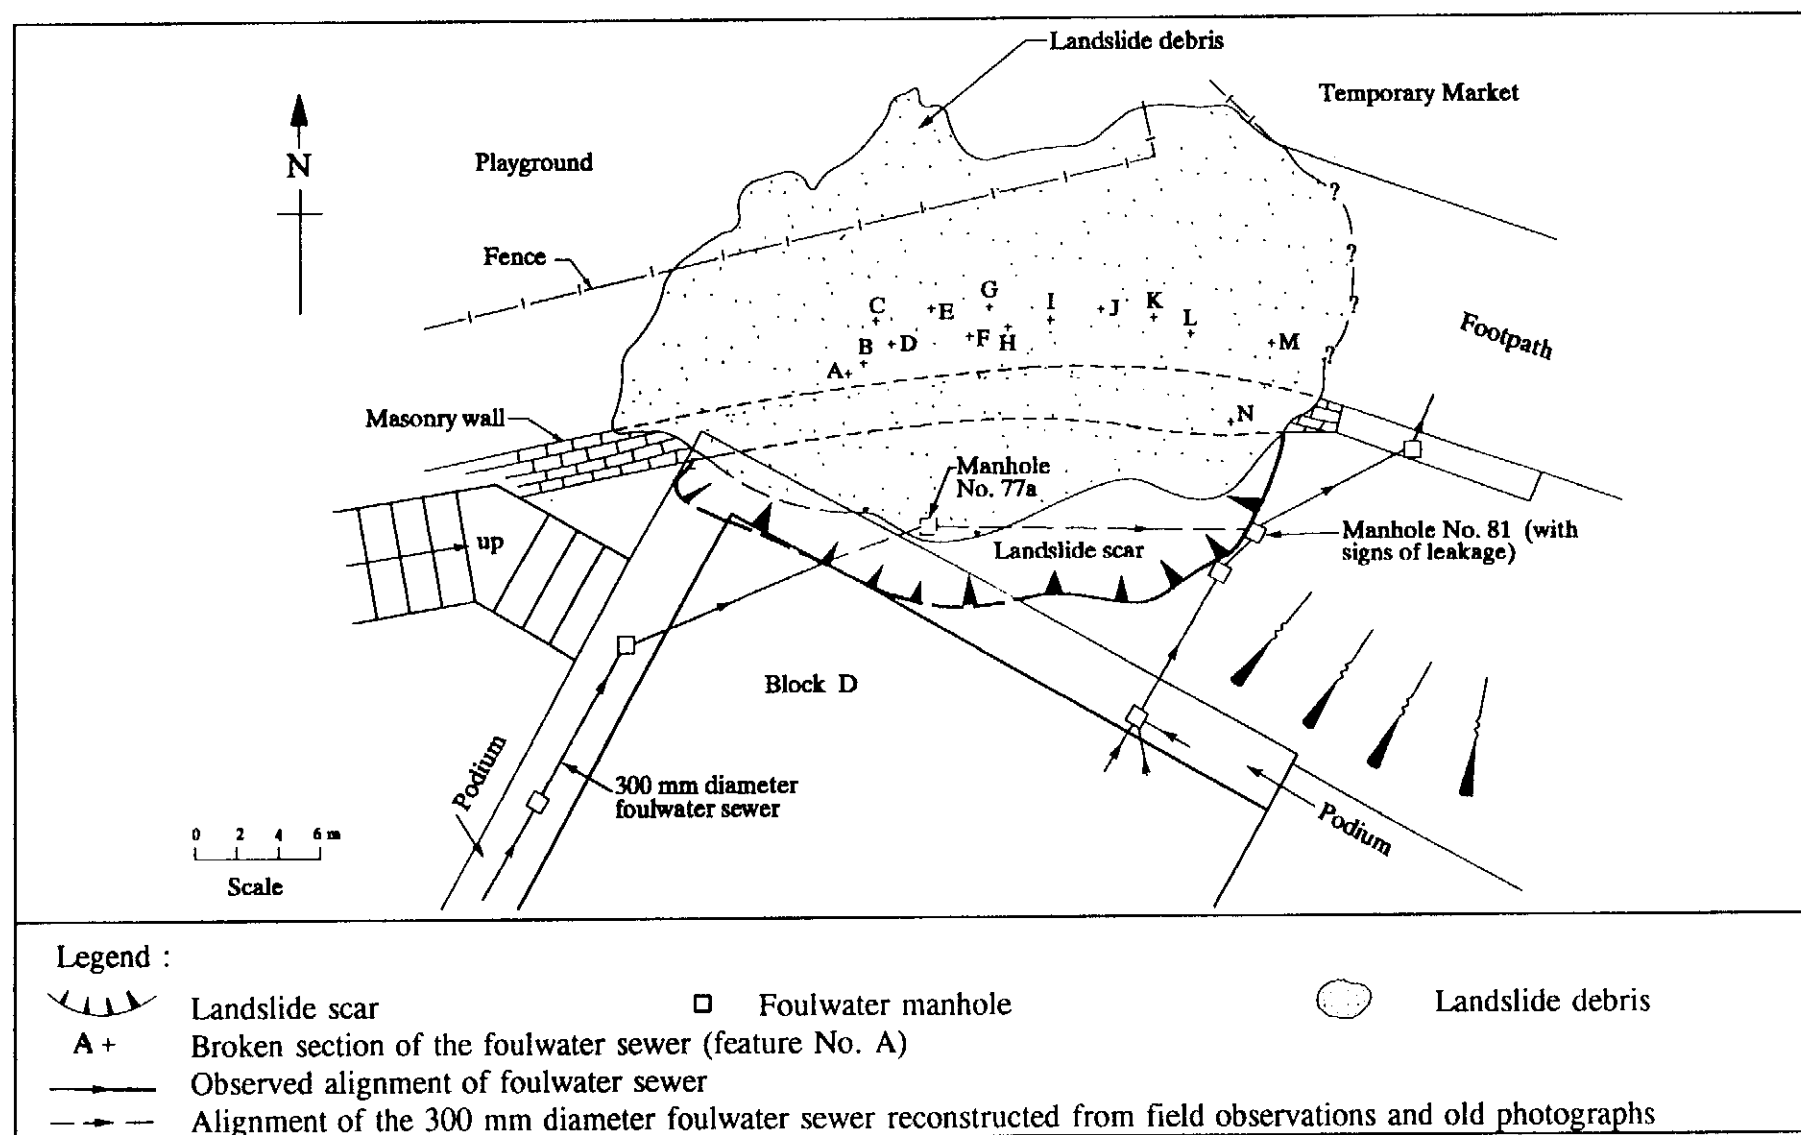 Landslide debris
Temporary Market
N
Playground
Fence
?
?
?
?
G
C
E
I
J
K
L
B
D
F
H
M
A
Footpath
Masonry wall
N
Manhole
No. 77a
up
Landslide scar
Manhole No. 81 (with
signs of leakage)
Block D
Podium
300 mm diameter
foulwater sewer
Podium
0 2 4 6 m
Scale
Legend :
Landslide scar
Foulwater manhole
Landslide debris
A + Broken section of the foulwater sewer (feature No. A)
Observed alignment of foulwater sewer
Alignment of the 300 mm diameter foulwater sewer reconstructed from field observations and old photographs